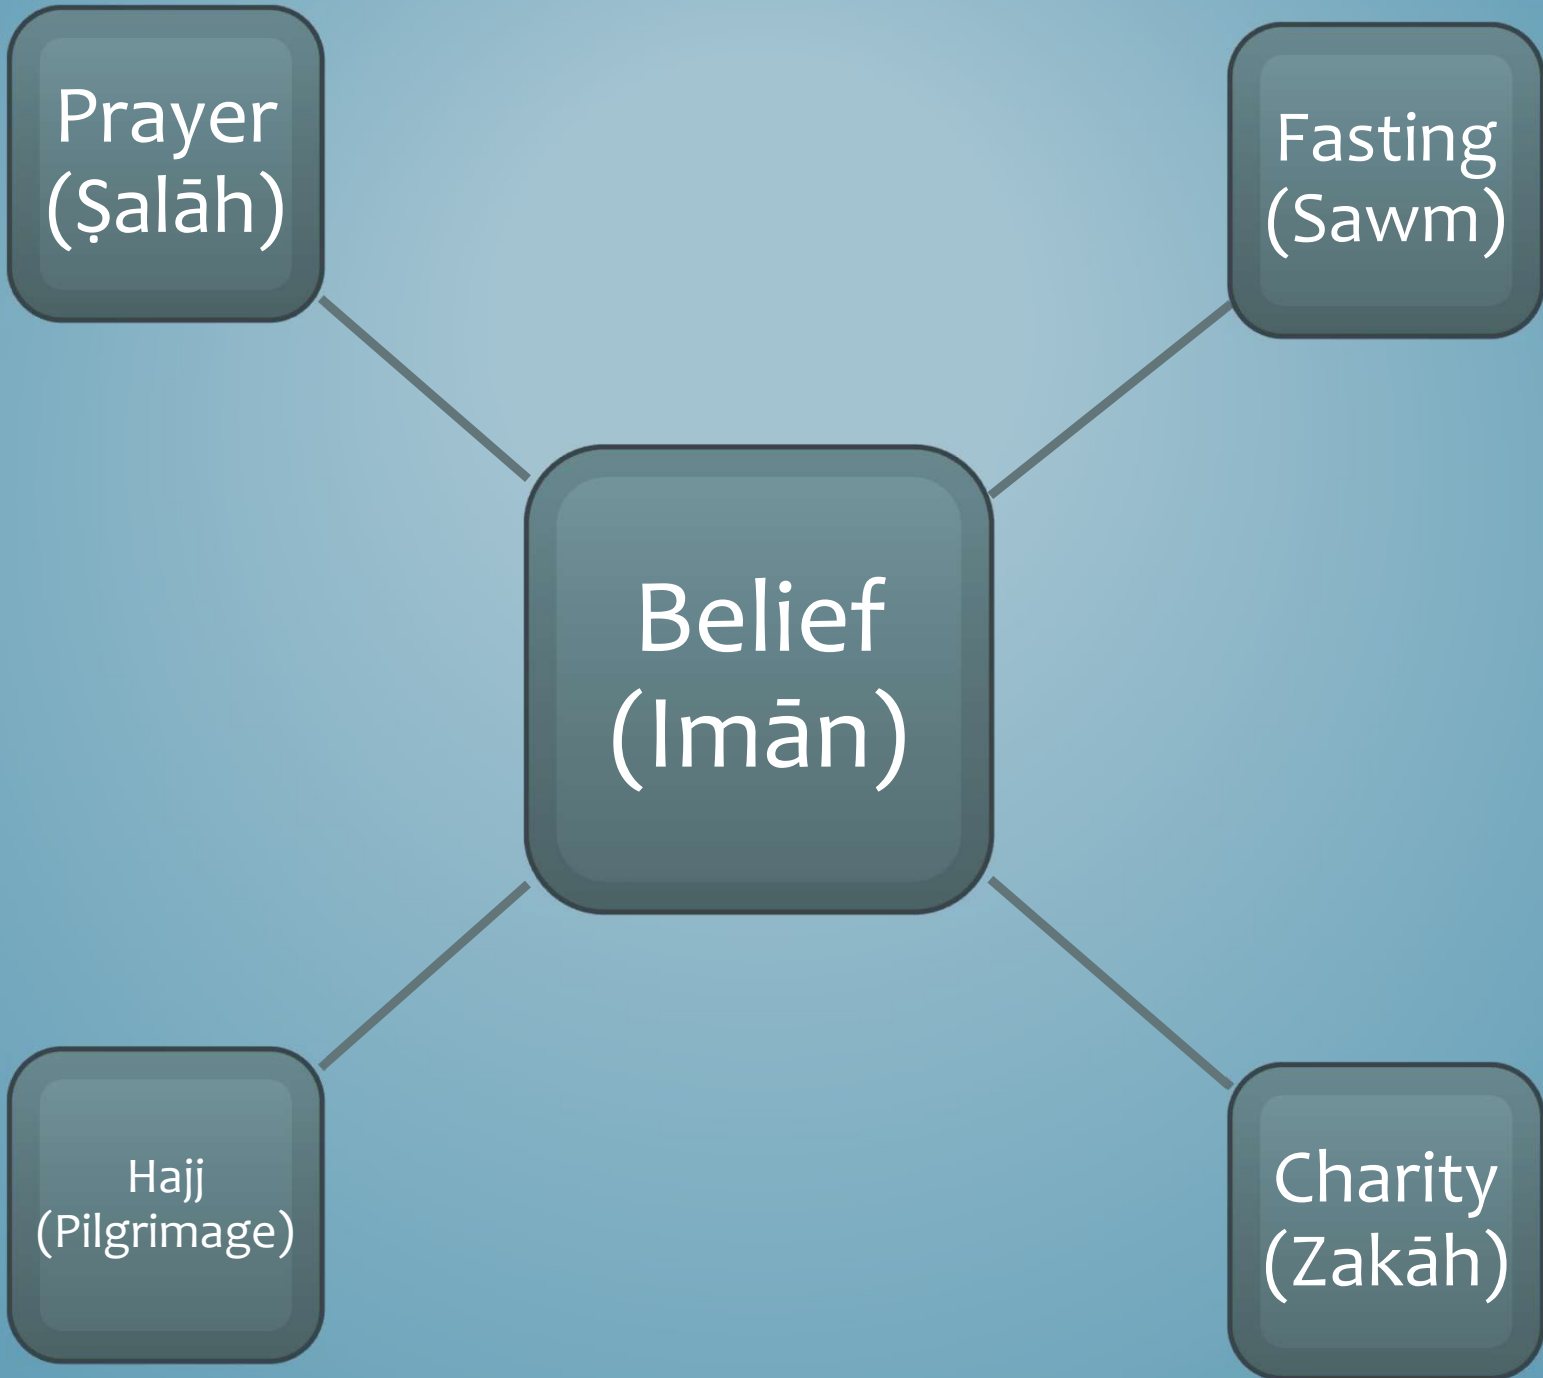 Prayer
(Ṣalāh)
Fasting
(Sawm)
Belief
(Imān)
Hajj
(Pilgrimage)
Charity
(Zakāh)